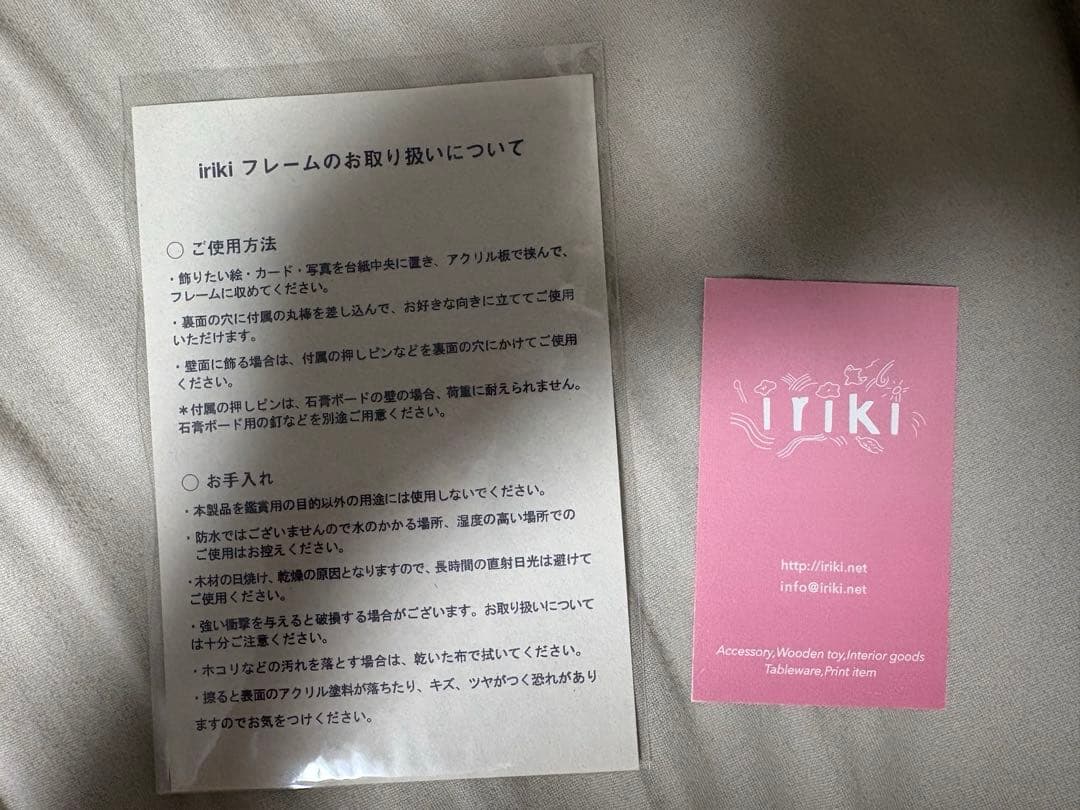 iriki フレームのお取り扱いについて
○ ご使用方法
・飾りたい絵・カード・写真を台紙中央に置き、アクリル板で挟んで、
フレームに収めてください。
・裏面の穴に付属の丸棒を差し込んで、お好きな向きに立ててご使用
いただけます。
・壁面に飾る場合は、付属の押しピンなどを裏面の穴にかけてご使用
ください。
＊付属の押しピンは、石膏ボードの壁の場合、荷重に耐えられません。
石膏ボード用の釘などを別途ご用意ください。
○ お手入れ
・本製品を鑑賞用の目的以外の用途には使用しないでください。
・防水ではございませんので水のかかる場所、湿度の高い場所での
ご使用はお控えください。
・木材の日焼け、乾燥の原因となりますので、長時間の直射日光は避けて
ご使用ください。
・強い衝撃を与えると破損する場合がございます。お取り扱いについて
は十分ご注意ください。
・ホコリなどの汚れを落とす場合は、乾いた布で拭いてください。
・擦ると表面のアクリル塗料が落ちたり、キズ、ツヤがつく恐れがあり
ますのでお気をつけください。
iriki
http://iriki.net
info@iriki.net
Accessory,Wooden toy,Interior goods
Tableware,Print item